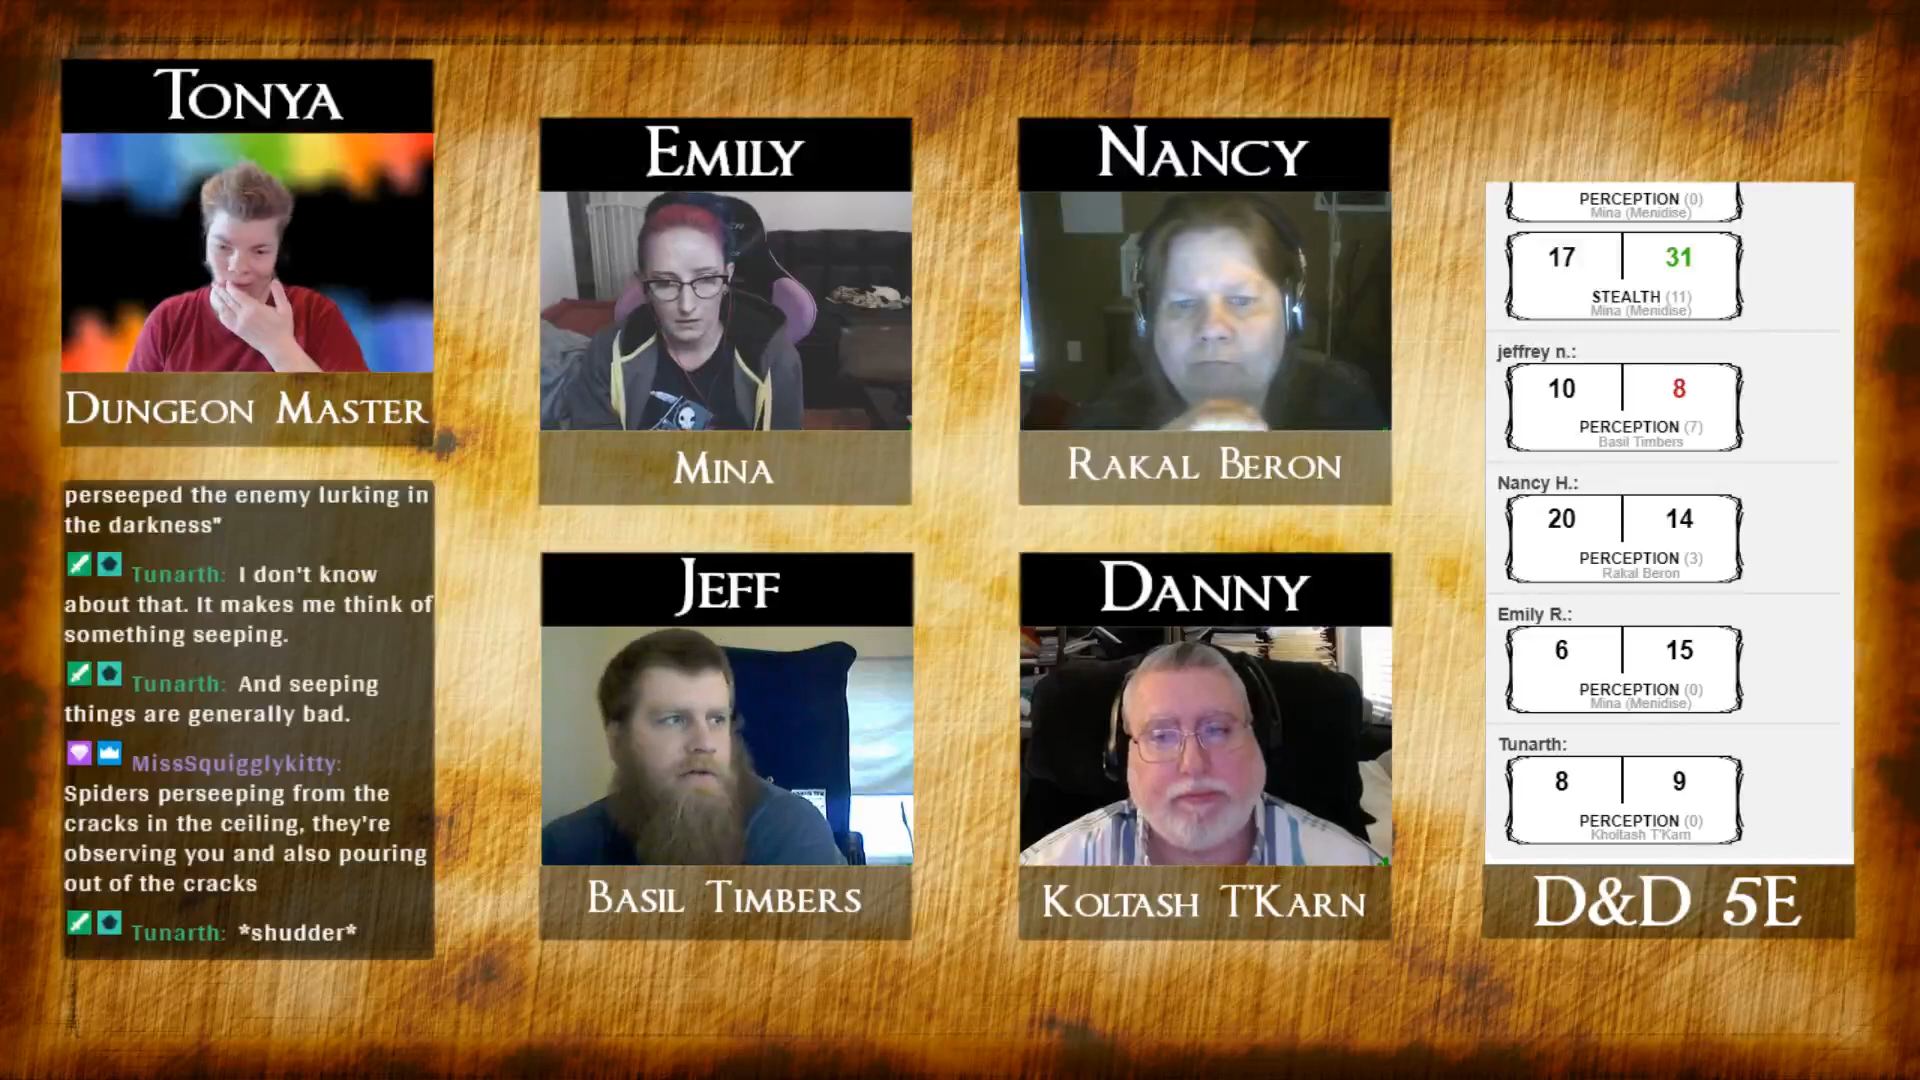 TONYA
DUNGEON MASTER
perseeped the enemy lurking in
the darkness"
Tunarth: I don't know
about that. It makes me think of
something seeping.
Tunarth: And seeping
things are generally bad.
MissSquigglykitty:
Spiders perseeping from the
cracks in the ceiling, they're
observing you and also pouring
out of the cracks
Tunarth: *shudder*
EMILY
MINA
NANCY
RAKAL BERON
JEFF
BASIL TIMBERS
DANNY
KOLTASH T'KARN
PERCEPTION (0)
Mina (Menidise)
17 31
STEALTH (11)
Mina (Menidise)
jeffrey n.:
10 8
PERCEPTION (7)
Basil Timbers
Nancy H.:
20 14
PERCEPTION (3)
Rakal Beron
Emily R.:
6 15
PERCEPTION (0)
Mina (Menidise)
Tunarth:
8 9
PERCEPTION (0)
Kholtash T'Karn
D&D 5E